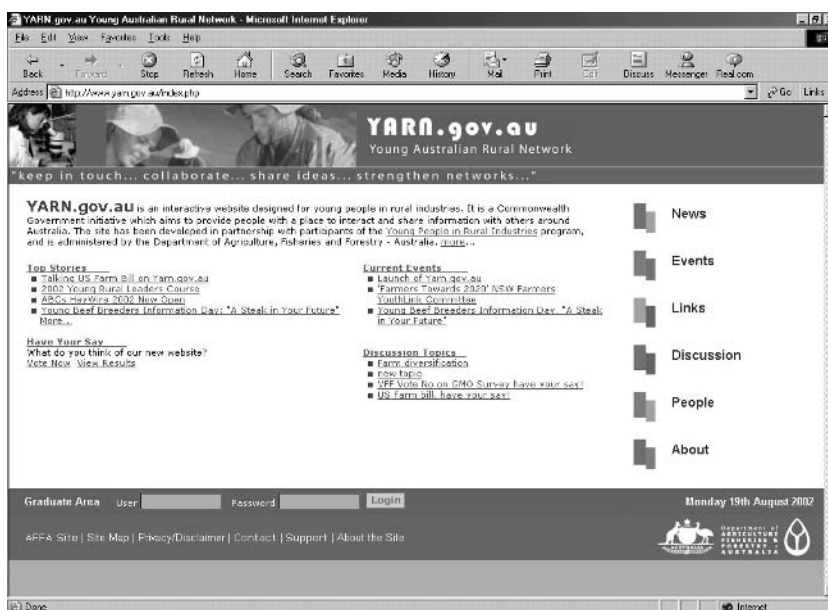 YARN.gov.au Young Australian Rural Network - Microsoft Internet Explorer
File Edit View Favorites Tools Help
Back Forward Stop Refresh Home Search Favorites Media History Mail Print Edit Discuss Messenger Real.com
Address http://www.yarn.gov.au/index.php Go Links
YARN.gov.au
Young Australian Rural Network
"keep in touch... collaborate... share ideas... strengthen networks..."
YARN.gov.au is an interactive website designed for young people in rural industries. It is a Commonwealth
Government initiative which aims to provide people with a place to interact and share information with others around
Australia. The site has been developed in partnership with participants of the Young People in Rural Industries program,
and is administered by the Department of Agriculture, Fisheries and Forestry - Australia. more...
Top Stories
Talking US Farm Bill on Yarn.gov.au
2002 Young Rural Leaders Course
ABCs HeyWire 2002 Now Open
Young Beef Breeders Information Day: "A Steak in Your Future"
More...
Have Your Say
What do you think of our new website?
Vote Now View Results
Current Events
Launch of Yarn.gov.au
'Farmers Towards 2020' NSW Farmers
YouthLink Committee
Young Beef Breeders Information Day. "A Steak
in Your Future"
Discussion Topics
Farm diversification
new topic
VFF Vote No on GMO Survey have your say!
US Farm bill, have your say!
News
Events
Links
Discussion
People
About
Graduate Area User Password Login Monday 19th August 2002
AFFA Site | Site Map | Privacy/Disclaimer | Contact | Support | About the Site
Department of
AGRICULTURE
FISHERIES &
FORESTRY -
AUSTRALIA
Done Internet